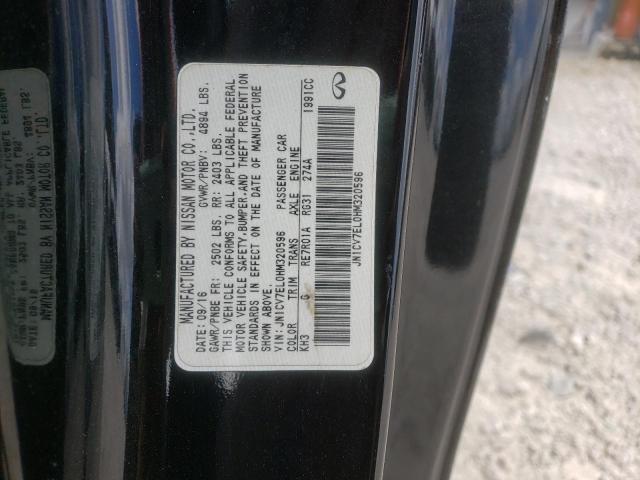 MANUFACTURED BY NISSAN MOTOR CO.,LTD.
DATE: 09/16 GVWR/PNBV: 4894 LBS.
GAWR/PNBE FR: 2502 LBS. RR: 2403 LBS.
THIS VEHICLE CONFORMS TO ALL APPLICABLE FEDERAL
MOTOR VEHICLE SAFETY,BUMPER,AND THEFT PREVENTION
STANDARDS IN EFFECT ON THE DATE OF MANUFACTURE
SHOWN ABOVE.
VIN:JN1CV7EL0HM320596 PASSENGER CAR
COLOR TRIM TRANS AXLE ENGINE
KH3 G RE7R01A RG31 274A 1991CC
JN1CV7EL0HM320596